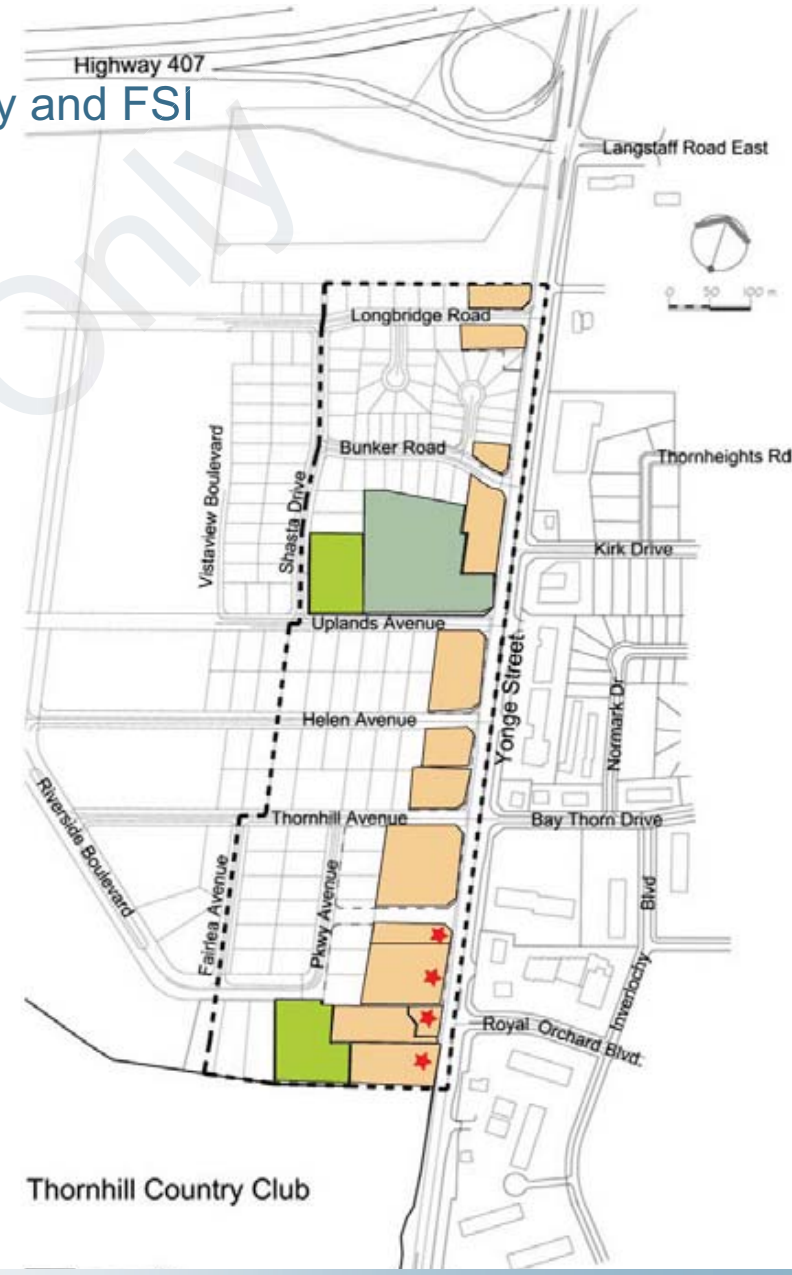 Highway 407
y and FSI
Langstaff Road East
Only
0 50 100 m
Longbridge Road
Bunker Road
Thornheights Rd
Vistaview Boulevard
Shasta Drive
Kirk Drive
Uplands Avenue
Yonge Street
Normark Dr
Helen Avenue
Thornhill Avenue
Bay Thorn Drive
Riverside Boulevard
Fairlea Avenue
Pkwy Avenue
Blvd
Inverlochy
Royal Orchard Blvd.
Thornhill Country Club